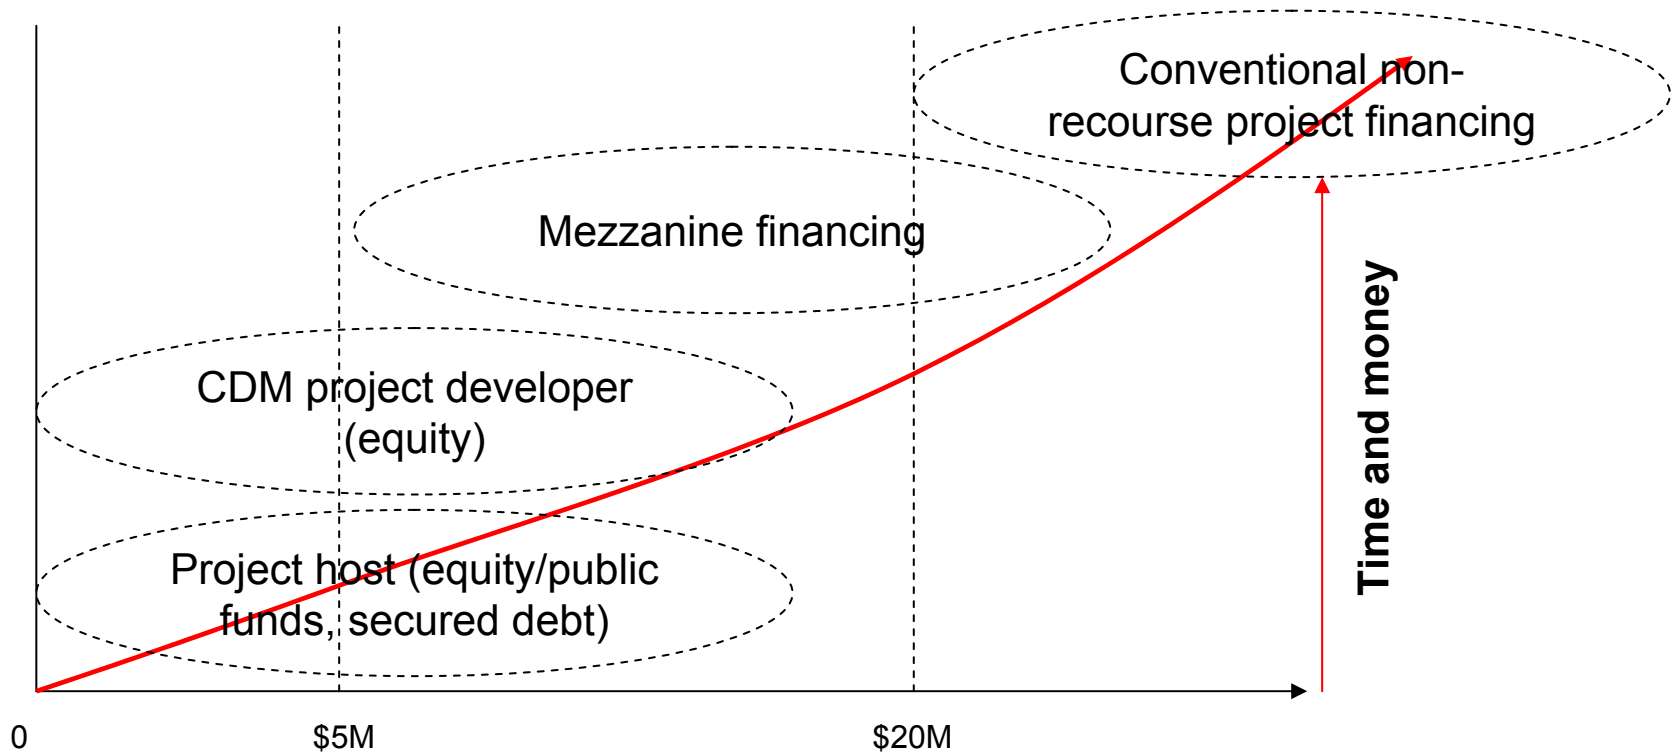 Conventional non-
recourse project financing
Mezzanine financing
CDM project developer
(equity)
Project host (equity/public
funds, secured debt)
Time and money
0
$5M
$20M